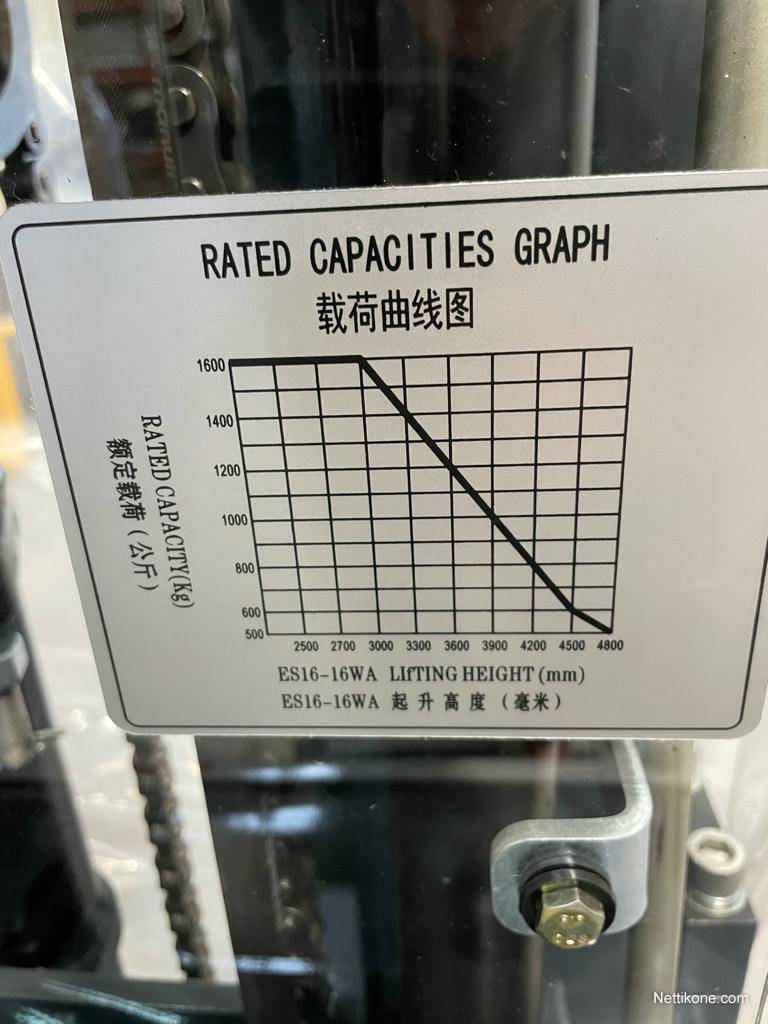 RATED CAPACITIES GRAPH
载荷曲线图
1600
1400
1200
1000
800
600
500
RATED CAPACITY(Kg)
额定载荷(公斤)
2500 2700 3000 3300 3600 3900 4200 4500 4800
ES16-16WA LIfTING HEIGHT(mm)
ES16-16WA 起升高度(毫米)
Nettikone.com